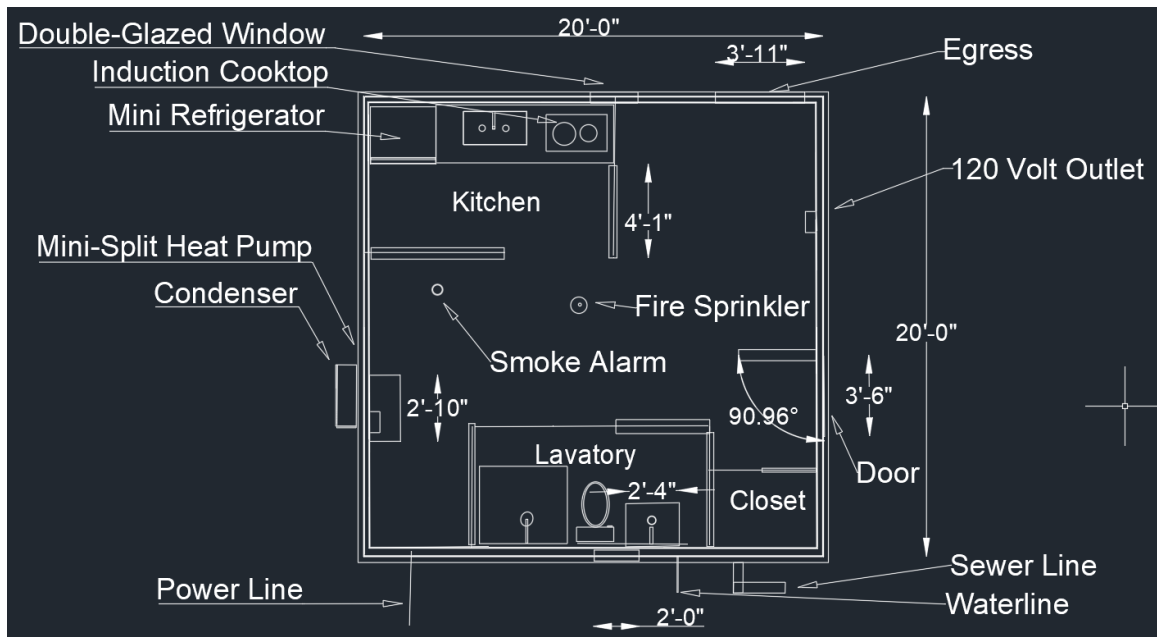 20'-0"
Double-Glazed Window
3'-11"
Egress
Induction Cooktop
Mini Refrigerator
120 Volt Outlet
Kitchen
4'-1"
Mini-Split Heat Pump
Condenser
Fire Sprinkler
20'-0"
Smoke Alarm
3'-6"
2'-10"
90.96°
Lavatory
Door
2'-4"
Closet
Sewer Line
Power Line
Waterline
2'-0"